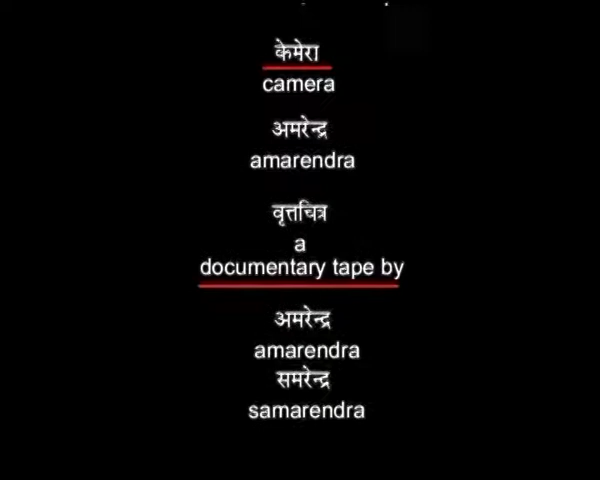 केमेरा
camera
अमरेन्द्र
amarendra
वृत्तचित्र
a
documentary tape by
अमरेन्द्र
amarendra
समरेन्द्र
samarendra